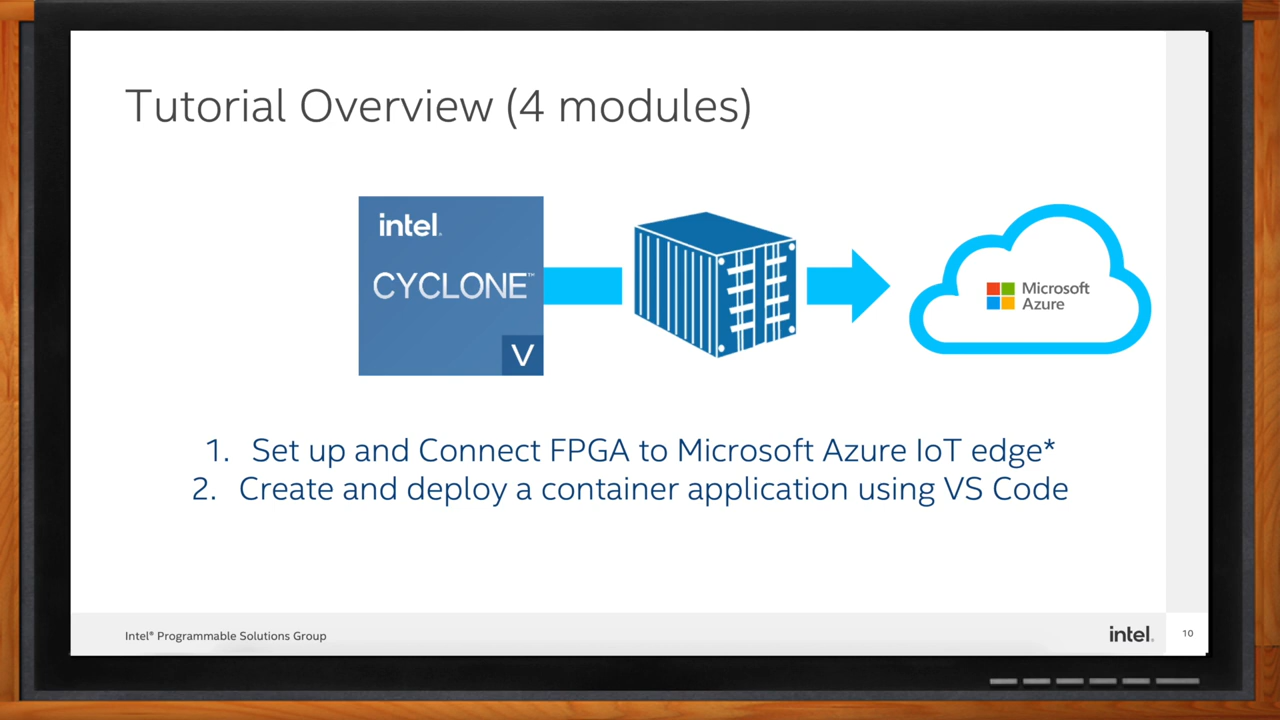 Tutorial Overview (4 modules)
intel.
CYCLONE™
V
Microsoft
Azure
1. Set up and Connect FPGA to Microsoft Azure IoT edge*
2. Create and deploy a container application using VS Code
Intel® Programmable Solutions Group
intel.
10